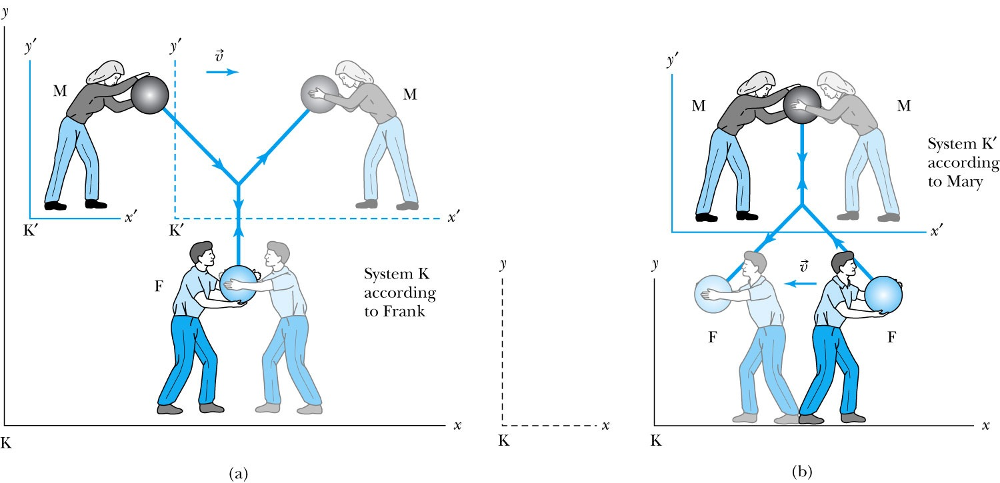 y
y′
y′
v⃗
M
M
x′
x′
K′
K′
F
System K
according
to Frank
x
K
(a)
y
x
K
y′
M
M
System K′
according
to Mary
x′
y
v⃗
F
F
x
K
(b)